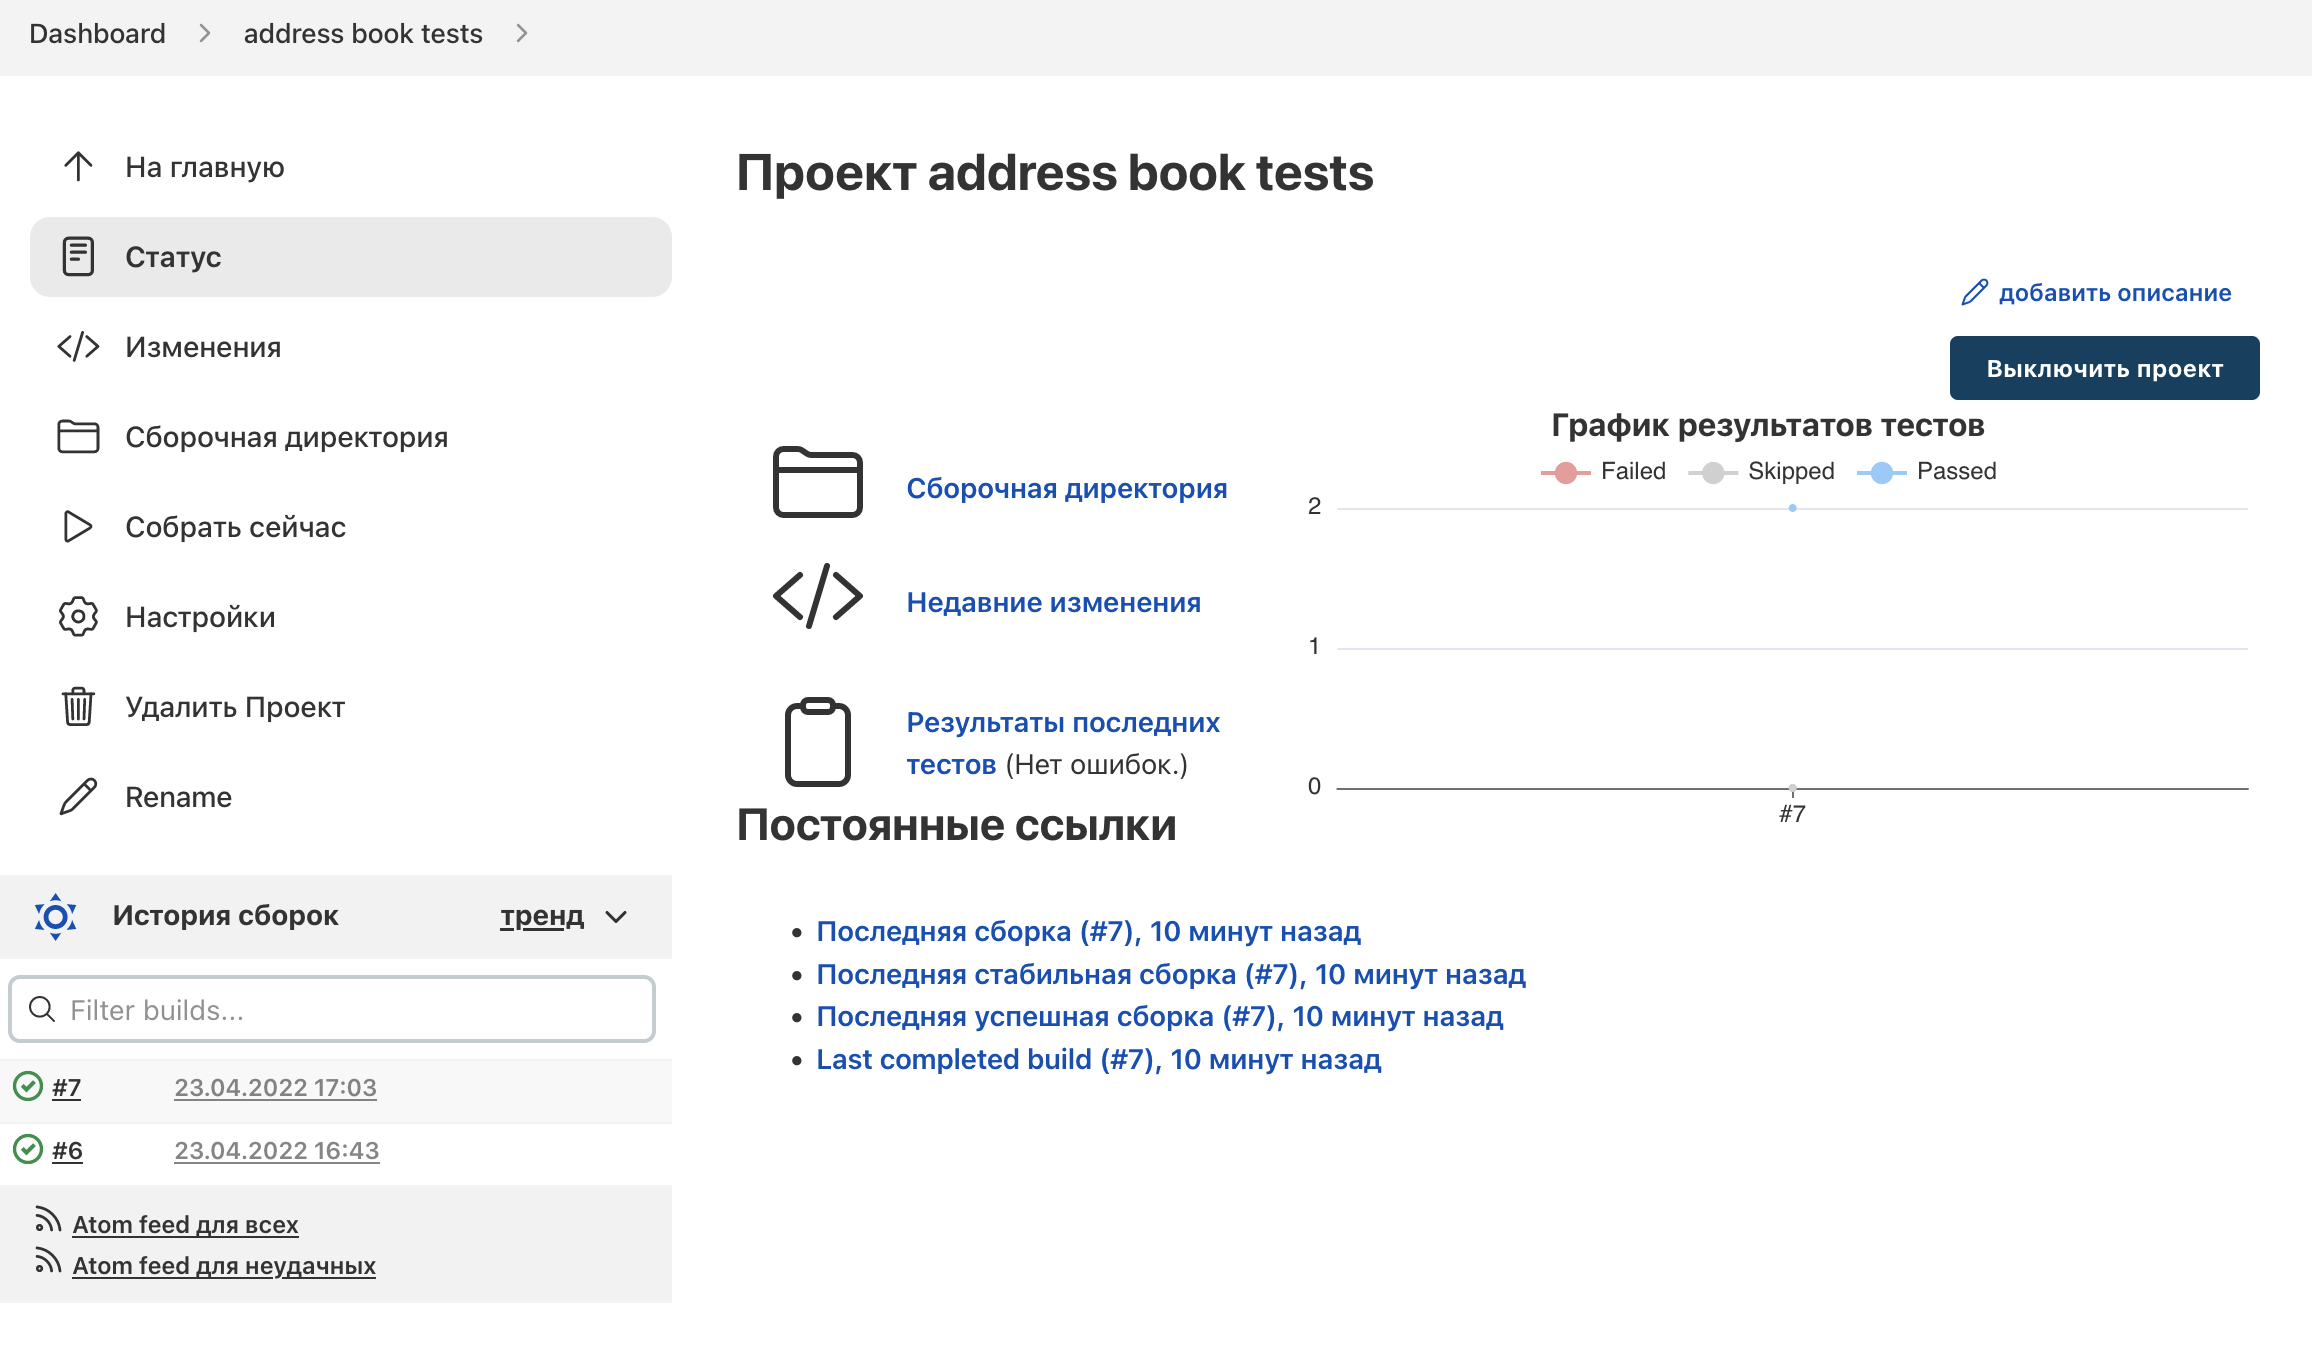 Dashboard
address book tests
На главную
Статус
Изменения
Сборочная директория
Собрать сейчас
Настройки
Удалить Проект
Rename
История сборок
тренд
Filter builds...
#7 23.04.2022 17:03
#6 23.04.2022 16:43
Atom feed для всех
Atom feed для неудачных
Проект address book tests
добавить описание
Выключить проект
Сборочная директория
Недавние изменения
Результаты последних
тестов (Нет ошибок.)
График результатов тестов
Failed Skipped Passed
2
1
0
#7
Постоянные ссылки
Последняя сборка (#7), 10 минут назад
Последняя стабильная сборка (#7), 10 минут назад
Последняя успешная сборка (#7), 10 минут назад
Last completed build (#7), 10 минут назад